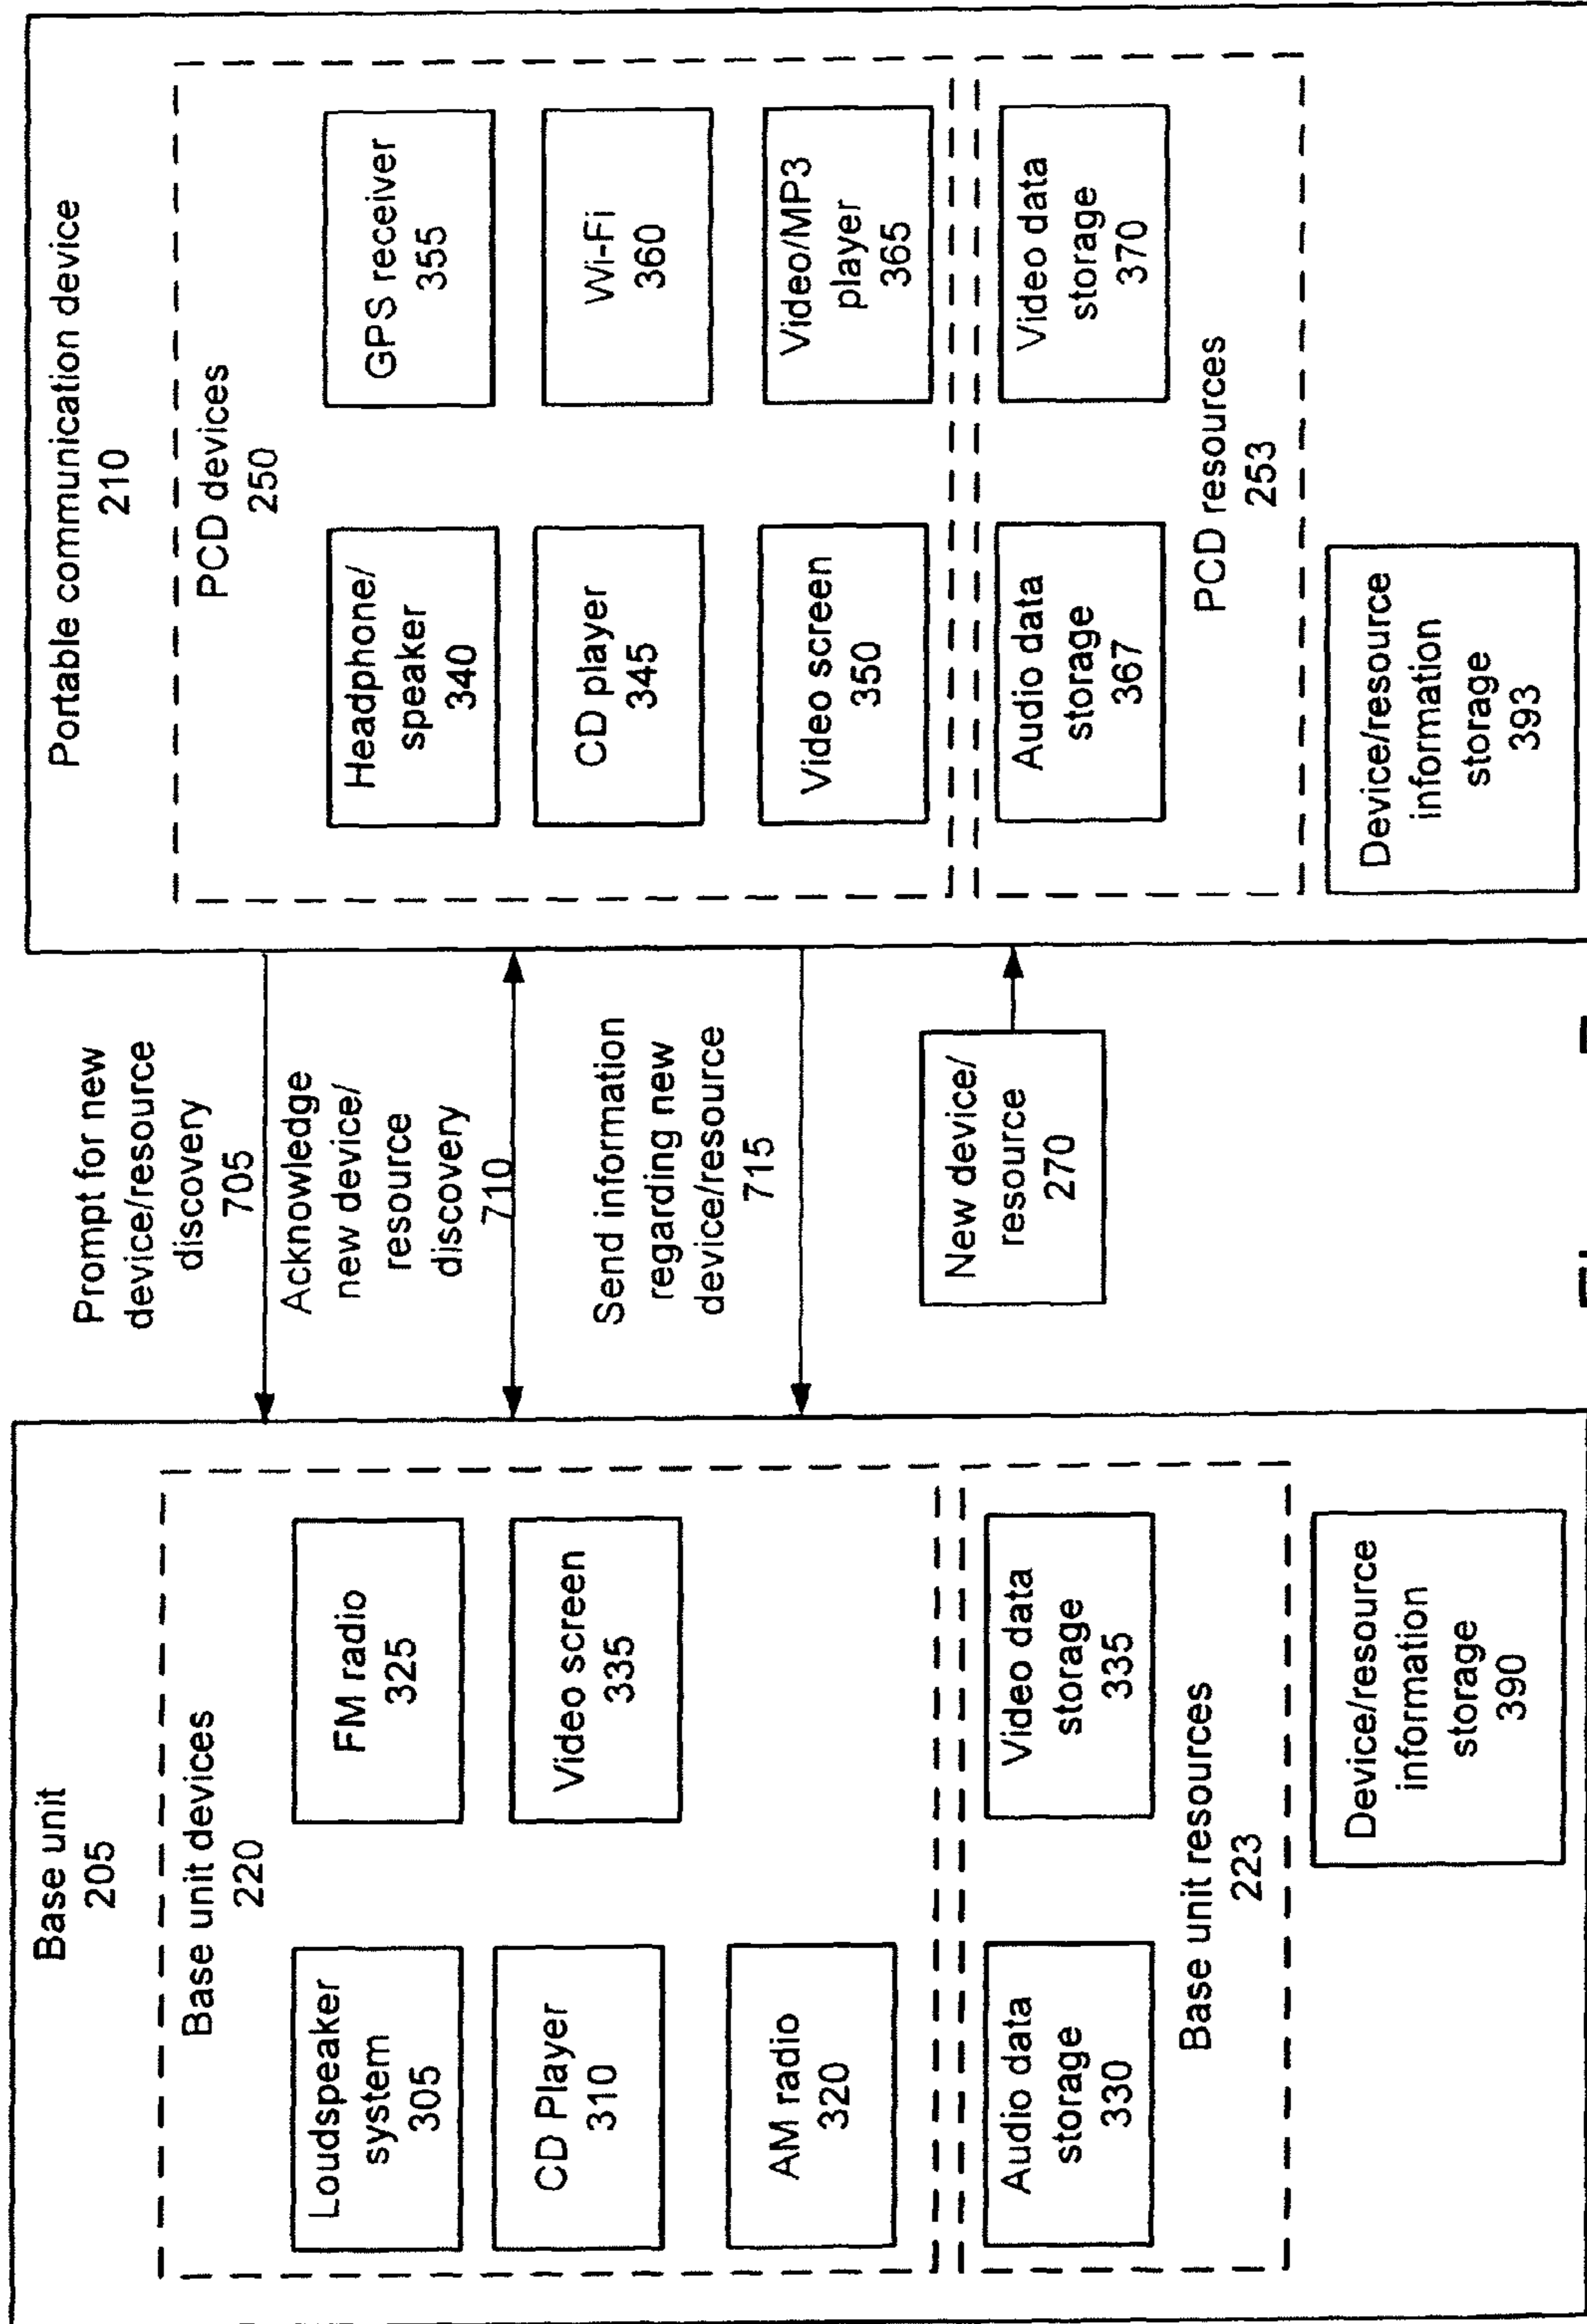 Base unit
205
Base unit devices
220
Loudspeaker
system
305
FM radio
325
CD Player
310
Video screen
335
AM radio
320
Audio data
storage
330
Video data
storage
335
Base unit resources
223
Device/resource
information
storage
390
Prompt for new
device/resource
discovery
705
Acknowledge
new device/
resource
discovery
710
Send information
regarding new
device/resource
715
New device/
resource
270
Portable communication device
210
PCD devices
250
Headphone/
speaker
340
GPS receiver
355
CD player
345
Wi-Fi
360
Video screen
350
Video/MP3
player
365
Audio data
storage
367
Video data
storage
370
PCD resources
253
Device/resource
information
storage
393